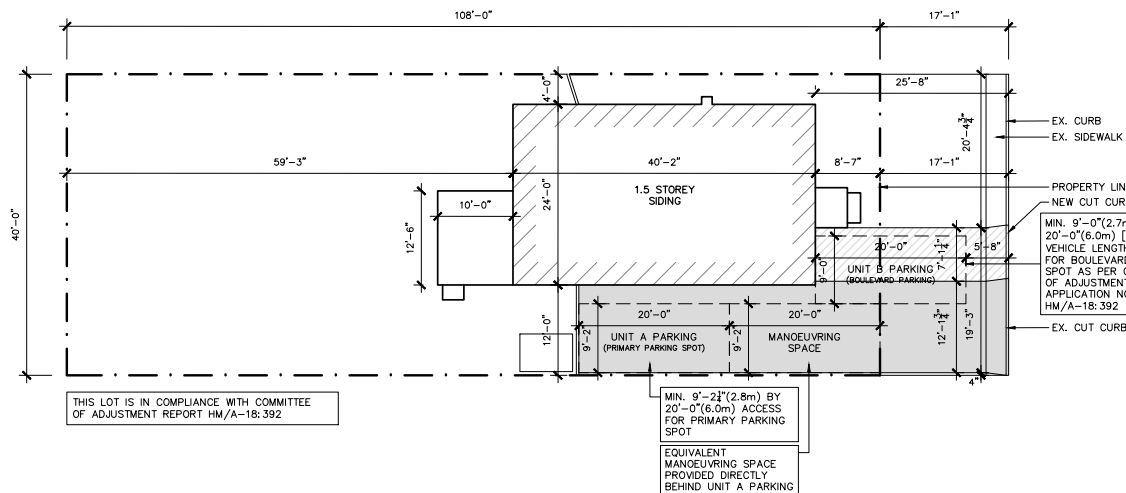 108'-0"
17'-1"
25'-8"
4'-0"
20'-4¾"
EX. CURB
EX. SIDEWALK
59'-3"
40'-2"
8'-7"
17'-1"
1.5 STOREY
SIDING
10'-0"
12'-6"
24'-0"
40'-0"
PROPERTY LIN
NEW CUT CUR
MIN. 9'-0"(2.7m
20'-0"(6.0m) [
VEHICLE LENGTH
FOR BOULEVARD
SPOT AS PER C
OF ADJUSTMENT
APPLICATION NO
HM/A-18:392
20'-0"
5'-8"
9'-0"
7'-1¼"
UNIT B PARKING
(BOULEVARD PARKING)
12'-0"
20'-0"
20'-0"
9'-2"
9'-2"
UNIT A PARKING
(PRIMARY PARKING SPOT)
MANOEUVRING
SPACE
12'-1¾"
19'-3"
EX. CUT CURB
4"
THIS LOT IS IN COMPLIANCE WITH COMMITTEE
OF ADJUSTMENT REPORT HM/A-18:392
MIN. 9'-2¼"(2.8m) BY
20'-0"(6.0m) ACCESS
FOR PRIMARY PARKING
SPOT
EQUIVALENT
MANOEUVRING SPACE
PROVIDED DIRECTLY
BEHIND UNIT A PARKING